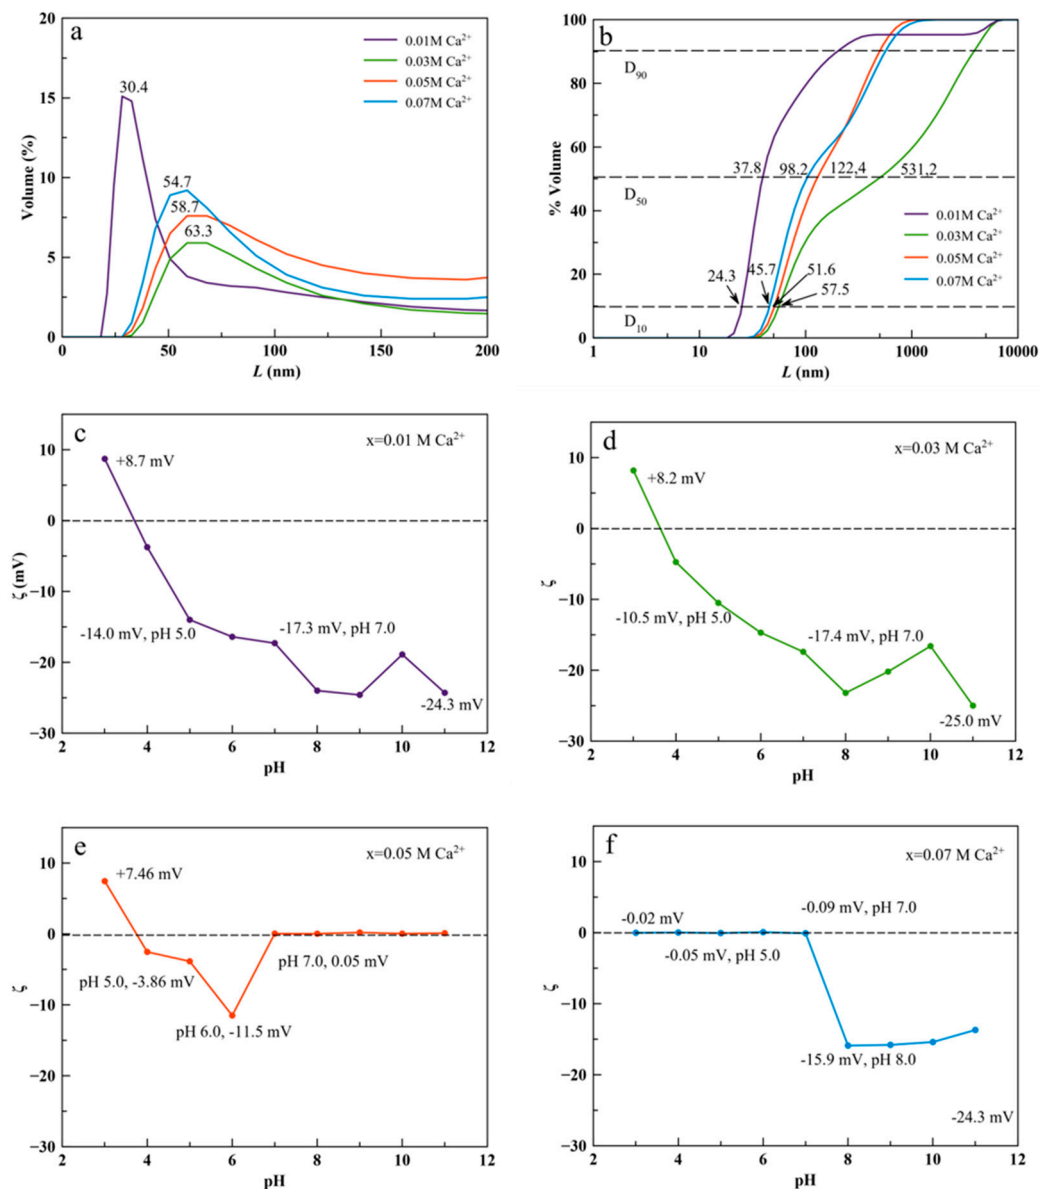 a
0.01M Ca²⁺
0.03M Ca²⁺
0.05M Ca²⁺
0.07M Ca²⁺
30.4
54.7
58.7
63.3
20
15
10
5
0
Volume (%)
0 50 100 150 200
L (nm)
b
D₉₀
37.8 98.2 122,4 531,2
D₅₀
0.01M Ca²⁺
0.03M Ca²⁺
0.05M Ca²⁺
0.07M Ca²⁺
24.3 45.7 51.6
57.5
D₁₀
100
80
60
40
20
0
% Volume
1 10 100 1000 10000
L (nm)
c
x=0.01 M Ca²⁺
+8.7 mV
-14.0 mV, pH 5.0
-17.3 mV, pH 7.0
-24.3 mV
10
0
−10
−20
−30
ζ (mV)
2 4 6 8 10 12
pH
d
x=0.03 M Ca²⁺
+8.2 mV
-10.5 mV, pH 5.0
-17.4 mV, pH 7.0
-25.0 mV
10
0
−10
−20
−30
ζ
2 4 6 8 10 12
pH
e
x=0.05 M Ca²⁺
+7.46 mV
pH 5.0, -3.86 mV
pH 7.0, 0.05 mV
pH 6.0, -11.5 mV
10
0
−10
−20
−30
ζ
2 4 6 8 10 12
pH
f
x=0.07 M Ca²⁺
-0.02 mV
-0.09 mV, pH 7.0
-0.05 mV, pH 5.0
-15.9 mV, pH 8.0
-24.3 mV
10
0
−10
−20
−30
ζ
2 4 6 8 10 12
pH